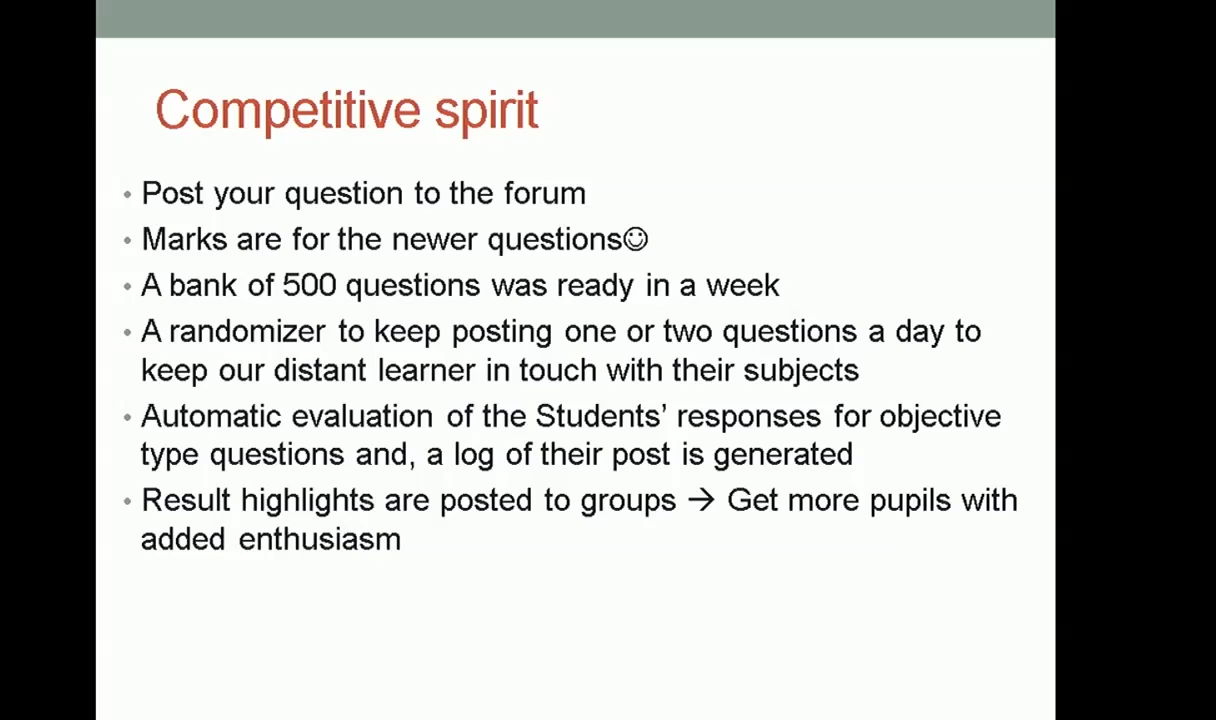 Competitive spirit
• Post your question to the forum
• Marks are for the newer questions☺
• A bank of 500 questions was ready in a week
• A randomizer to keep posting one or two questions a day to
keep our distant learner in touch with their subjects
• Automatic evaluation of the Students’ responses for objective
type questions and, a log of their post is generated
• Result highlights are posted to groups → Get more pupils with
added enthusiasm